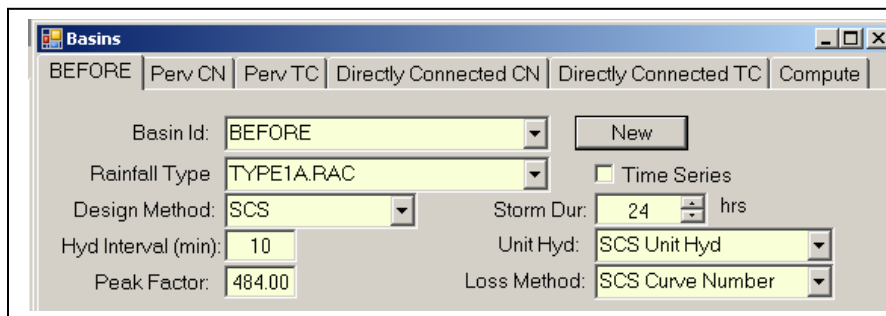 Basins
BEFORE Perv CN Perv TC Directly Connected CN Directly Connected TC Compute
Basin Id: BEFORE New
Rainfall Type TYPE1A.RAC Time Series
Design Method: SCS Storm Dur: 24 hrs
Hyd Interval (min): 10 Unit Hyd: SCS Unit Hyd
Peak Factor: 484.00 Loss Method: SCS Curve Number